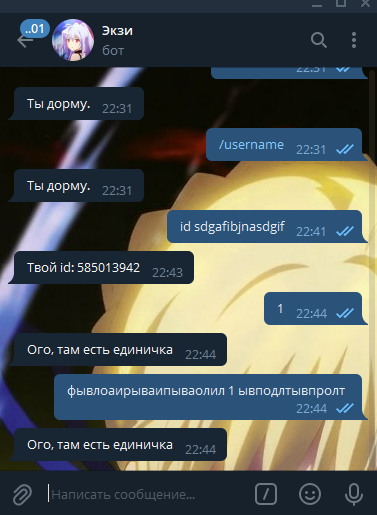 ..01
Экзи
бот
22:31
Ты дорму.
22:31
/username
22:31
Ты дорму.
22:31
id sdgafibjnasdgif
22:41
Твой id: 585013942
22:43
1
22:44
Ого, там есть единичка
22:44
фывлоаирываипываолил 1 ывподлтывпролт
22:44
Ого, там есть единичка
22:44
Написать сообщение...